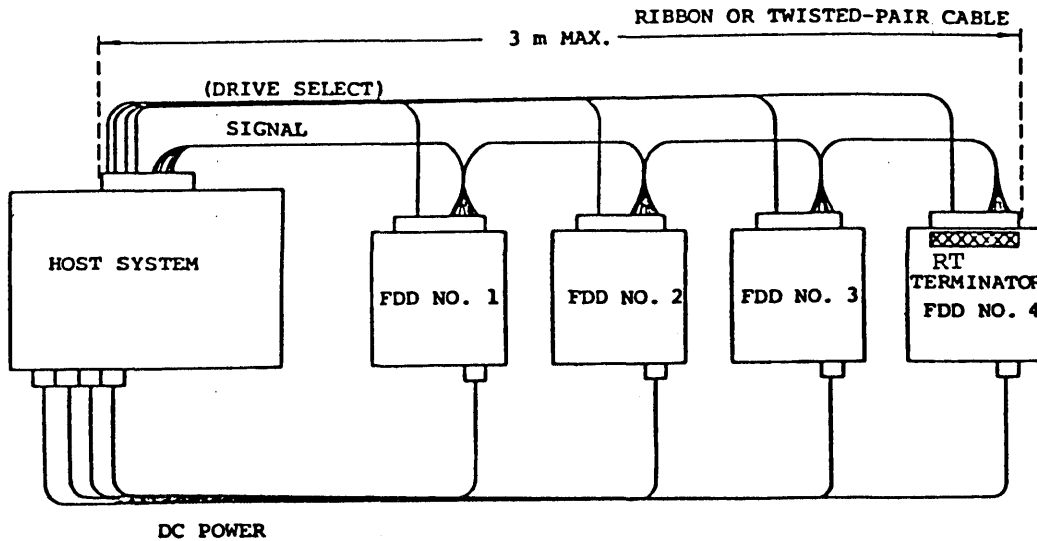 RIBBON OR TWISTED-PAIR CABLE
3 m MAX.
(DRIVE SELECT)
SIGNAL
HOST SYSTEM
FDD NO. 1
FDD NO. 2
FDD NO. 3
RT
TERMINATOR
FDD NO. 4
DC POWER